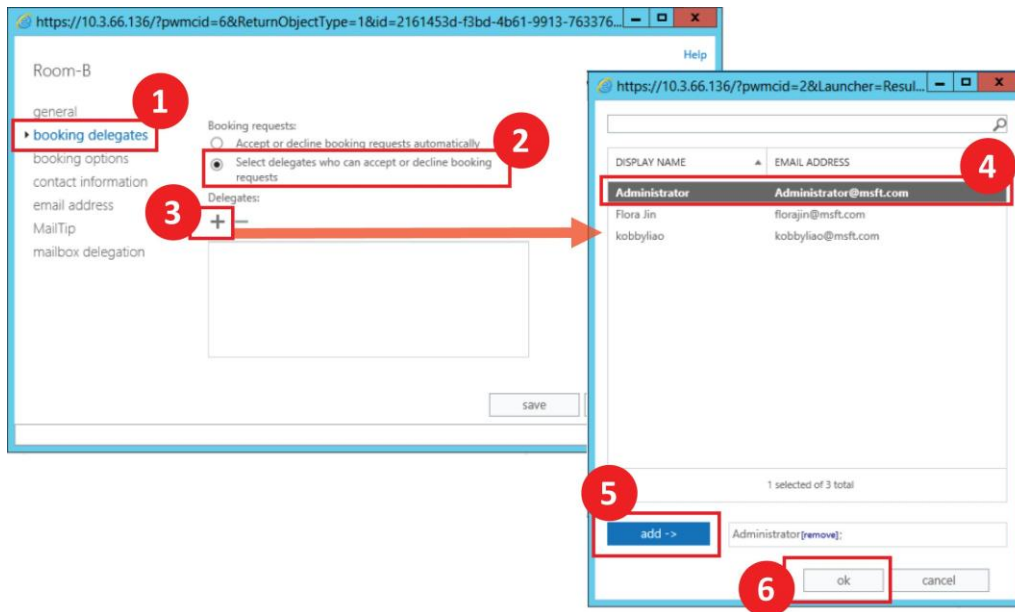 https://10.3.66.136/?pwmcid=6&ReturnObjectType=1&id=2161453d-f3bd-4b61-9913-763376...
Help
Room-B
general
1
booking delegates
booking options
contact information
email address
MailTip
mailbox delegation
Booking requests:
Accept or decline booking requests automatically
2
Select delegates who can accept or decline booking
requests
Delegates:
3
+ −
save
https://10.3.66.136/?pwmcid=2&Launcher=Resul...
DISPLAY NAME EMAIL ADDRESS
4
Administrator Administrator@msft.com
Flora Jin florajin@msft.com
kobbyliao kobbyliao@msft.com
1 selected of 3 total
5
add -> Administrator[remove];
6
ok cancel